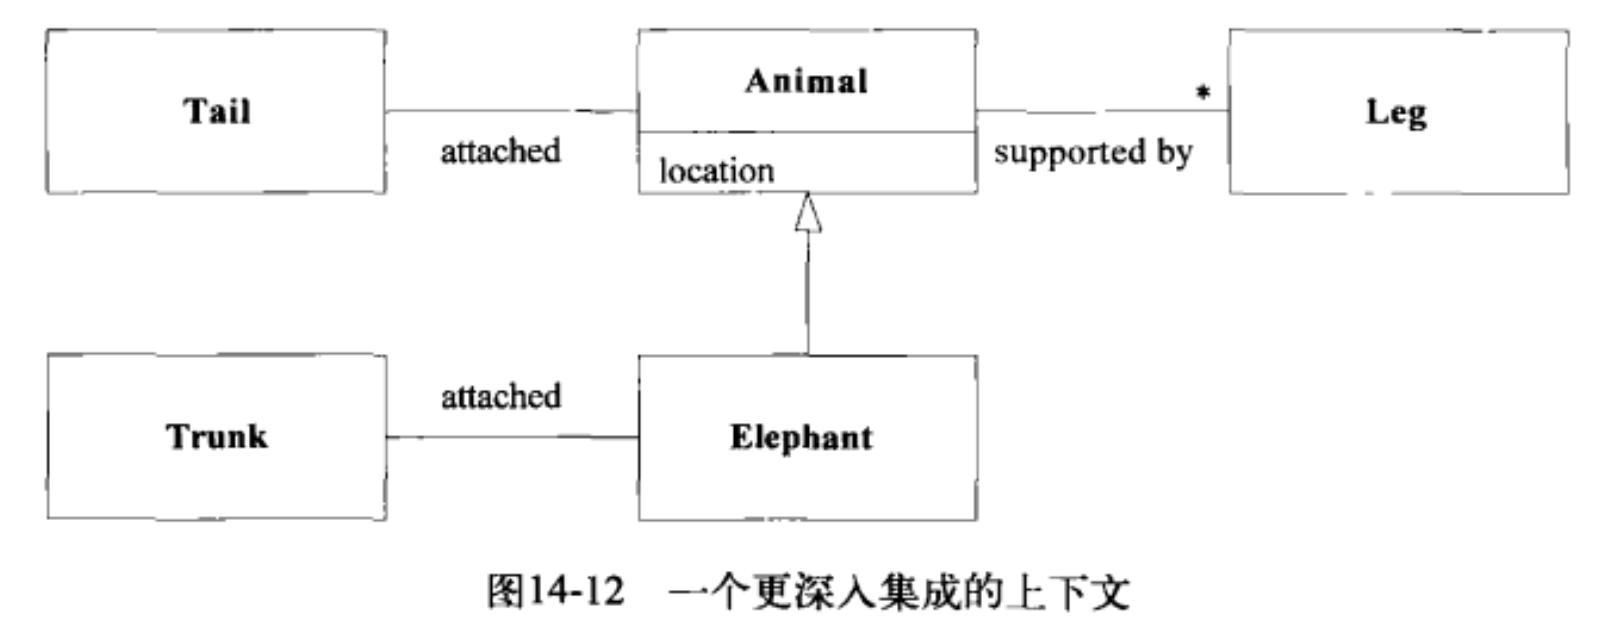 Tail
attached
Animal
location
*
supported by
Leg
Trunk
attached
Elephant
图14-12 一个更深入集成的上下文